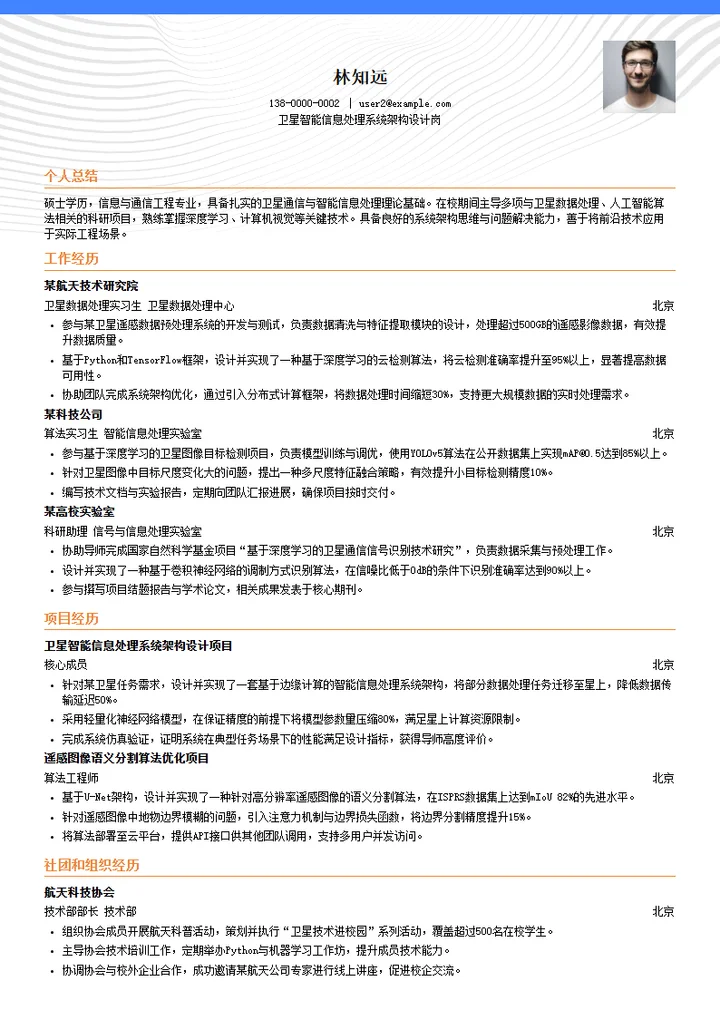 林知远
138-0000-0002 | user2@example.com
卫星智能信息处理系统架构设计岗
个人总结
硕士学历，信息与通信工程专业，具备扎实的卫星通信与智能信息处理理论基础。在校期间主导多项与卫星数据处理、人工智能算
法相关的科研项目，熟练掌握深度学习、计算机视觉等关键技术。具备良好的系统架构思维与问题解决能力，善于将前沿技术应用
于实际工程场景。
工作经历
某航天技术研究院
卫星数据处理实习生 卫星数据处理中心 北京
• 参与某卫星遥感数据预处理系统的开发与测试，负责数据清洗与特征提取模块的设计，处理超过500GB的遥感影像数据，有效提
升数据质量。
• 基于Python和TensorFlow框架，设计并实现了一种基于深度学习的云检测算法，将云检测准确率提升至95%以上，显著提高数据
可用性。
• 协助团队完成系统架构优化，通过引入分布式计算框架，将数据处理时间缩短30%，支持更大规模数据的实时处理需求。
某科技公司
算法实习生 智能信息处理实验室 北京
• 参与基于深度学习的卫星图像目标检测项目，负责模型训练与调优，使用YOLOv5算法在公开数据集上实现mAP@0.5达到85%以上。
• 针对卫星图像中目标尺度变化大的问题，提出一种多尺度特征融合策略，有效提升小目标检测精度10%。
• 编写技术文档与实验报告，定期向团队汇报进展，确保项目按时交付。
某高校实验室
科研助理 信号与信息处理实验室 北京
• 协助导师完成国家自然科学基金项目“基于深度学习的卫星通信信号识别技术研究”，负责数据采集与预处理工作。
• 设计并实现了一种基于卷积神经网络的调制方式识别算法，在信噪比低于0dB的条件下识别准确率达到90%以上。
• 参与撰写项目结题报告与学术论文，相关成果发表于核心期刊。
项目经历
卫星智能信息处理系统架构设计项目
核心成员 北京
• 针对某卫星任务需求，设计并实现了一套基于边缘计算的智能信息处理系统架构，将部分数据处理任务迁移至星上，降低数据传
输延迟50%。
• 采用轻量化神经网络模型，在保证精度的前提下将模型参数量压缩80%，满足星上计算资源限制。
• 完成系统仿真验证，证明系统在典型任务场景下的性能满足设计指标，获得导师高度评价。
遥感图像语义分割算法优化项目
算法工程师 北京
• 基于U-Net架构，设计并实现了一种针对高分辨率遥感图像的语义分割算法，在ISPRS数据集上达到mIoU 82%的先进水平。
• 针对遥感图像中地物边界模糊的问题，引入注意力机制与边界损失函数，将边界分割精度提升15%。
• 将算法部署至云平台，提供API接口供其他团队调用，支持多用户并发访问。
社团和组织经历
航天科技协会
技术部部长 技术部 北京
• 组织协会成员开展航天科普活动，策划并执行“卫星技术进校园”系列活动，覆盖超过500名在校学生。
• 主导协会技术培训工作，定期举办Python与机器学习工作坊，提升成员技术能力。
• 协调协会与校外企业合作，成功邀请某航天公司专家进行线上讲座，促进校企交流。